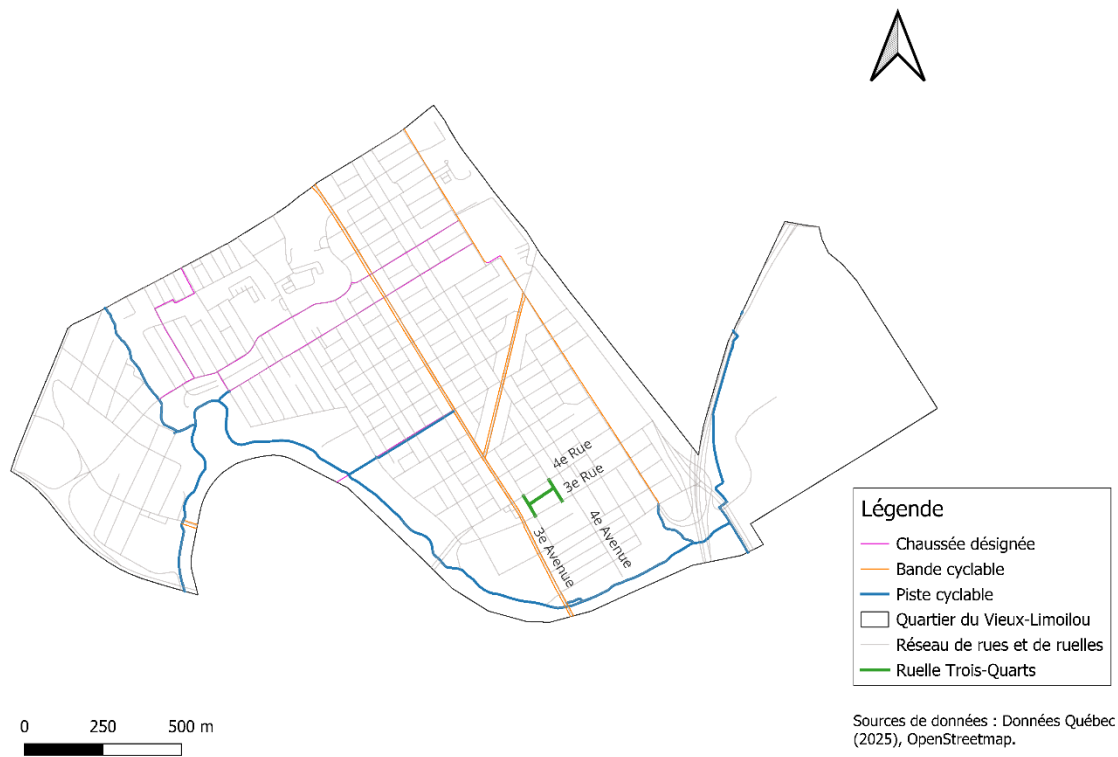 4e Rue
3e Rue
3e Avenue
4e Avenue
Légende
Chaussée désignée
Bande cyclable
Piste cyclable
Quartier du Vieux-Limoilou
Réseau de rues et de ruelles
Ruelle Trois-Quarts
0 250 500 m
Sources de données : Données Québec
(2025), OpenStreetmap.